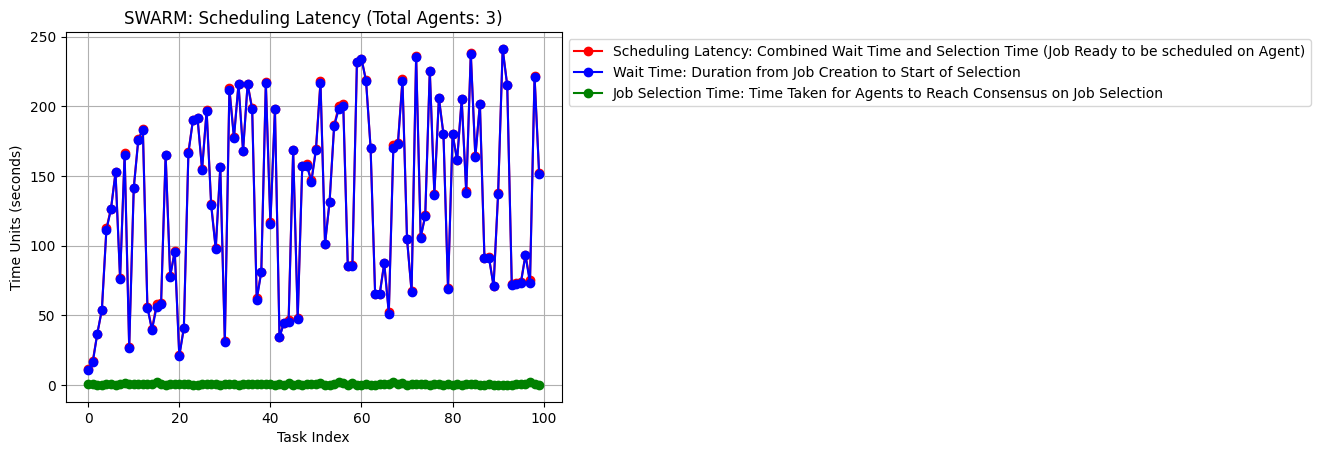 SWARM: Scheduling Latency (Total Agents: 3)
Scheduling Latency: Combined Wait Time and Selection Time (Job Ready to be scheduled on Agent)
Wait Time: Duration from Job Creation to Start of Selection
Job Selection Time: Time Taken for Agents to Reach Consensus on Job Selection
Time Units (seconds)
250
200
150
100
50
0
0 20 40 60 80 100
Task Index